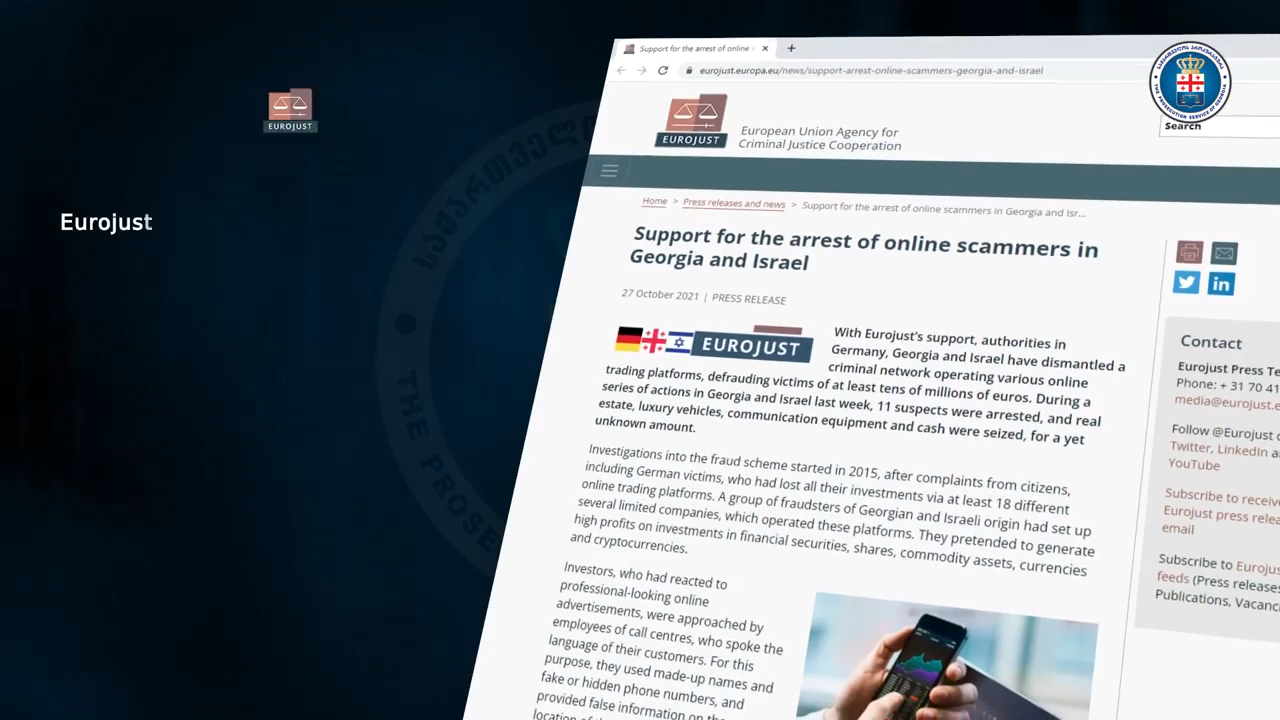 Support for the arrest of online
eurojust.europa.eu/news/support-arrest-online-scammers-georgia-and-israel
THE PROSECUTION SERVICE OF GEORGIA
Search
EUROJUST
Eurojust
EUROJUST
European Union Agency for
Criminal Justice Cooperation
Home > Press releases and news > Support for the arrest of online scammers in Georgia and Isr...
Support for the arrest of online scammers in
Georgia and Israel
27 October 2021 | PRESS RELEASE
EUROJUST
With Eurojust's support, authorities in
Germany, Georgia and Israel have dismantled a
criminal network operating various online
trading platforms, defrauding victims of at least tens of millions of euros. During a
series of actions in Georgia and Israel last week, 11 suspects were arrested, and real
estate, luxury vehicles, communication equipment and cash were seized, for a yet
unknown amount.
Investigations into the fraud scheme started in 2015, after complaints from citizens,
including German victims, who had lost all their investments via at least 18 different
online trading platforms. A group of fraudsters of Georgian and Israeli origin had set up
several limited companies, which operated these platforms. They pretended to generate
high profits on investments in financial securities, shares, commodity assets, currencies
and cryptocurrencies.
Investors, who had reacted to
professional-looking online
advertisements, were approached by
employees of call centres, who spoke the
language of their customers. For this
purpose, they used made-up names and
fake or hidden phone numbers, and
provided false information on the
location of
Contact
Eurojust Press Te
Phone: + 31 70 41
media@eurojust.e
Follow @Eurojust
Twitter, LinkedIn
YouTube
Subscribe to receive
Eurojust press
email
Subscribe to
feeds (Press releases
Publications,
THE PROSE